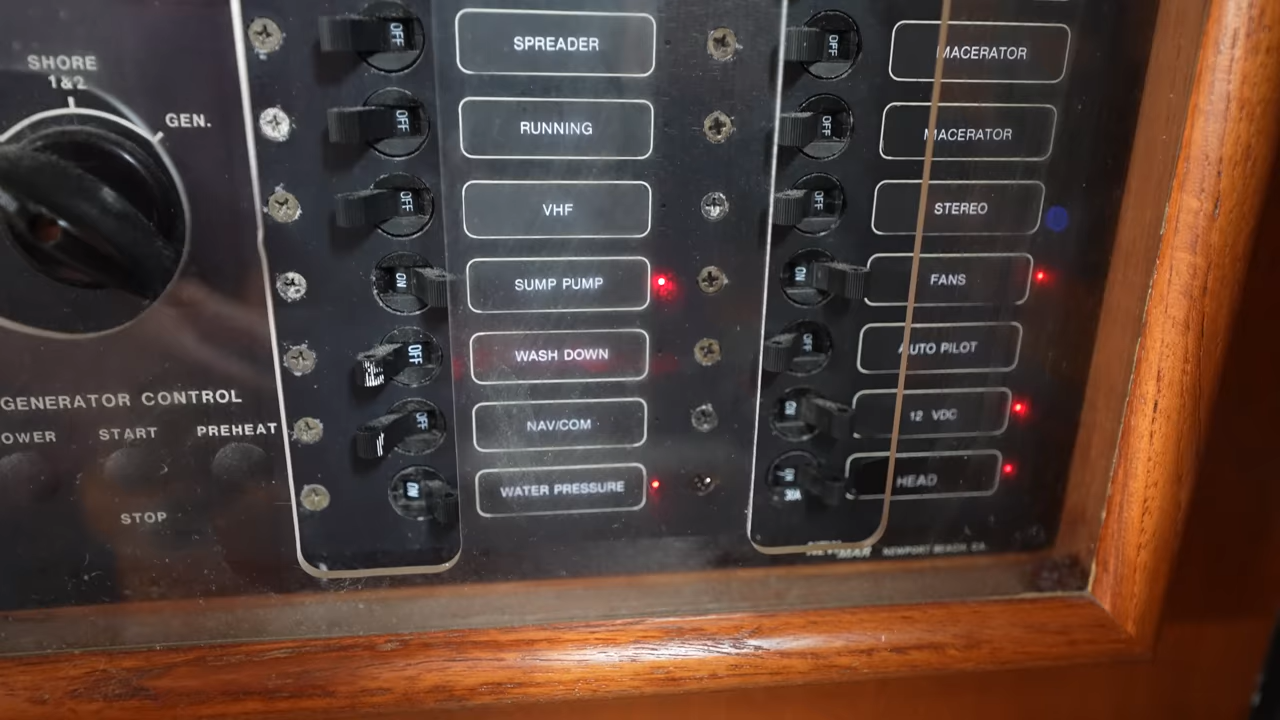 SHORE
1&2
GEN.
GENERATOR CONTROL
OWER START PREHEAT
STOP
OFF SPREADER
OFF RUNNING
OFF VHF
ON SUMP PUMP
OFF WASH DOWN
OFF NAV/COM
ON WATER PRESSURE
OFF MACERATOR
OFF MACERATOR
OFF STEREO
ON FANS
OFF AUTO PILOT
ON 12 VDC
ON HEAD
30A
NEWMAR NEWPORT BEACH, CA.